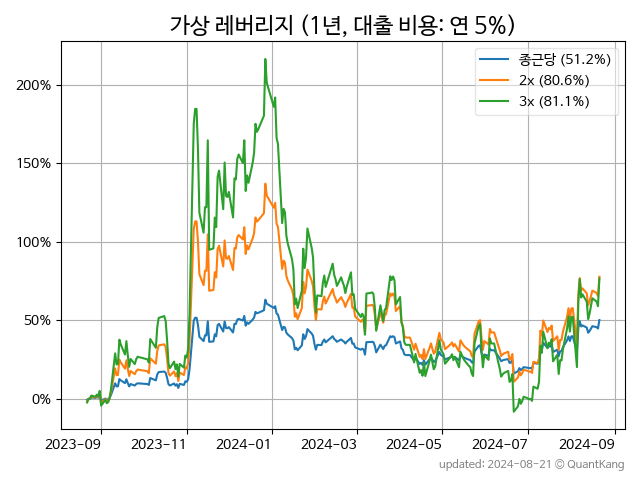 가상 레버리지 (1년, 대출 비용: 연 5%)
종근당 (51.2%)
2x (80.6%)
3x (81.1%)
200%
150%
100%
50%
0%
2023-09
2023-11
2024-01
2024-03
2024-05
2024-07
2024-09
updated: 2024-08-21 © QuantKang